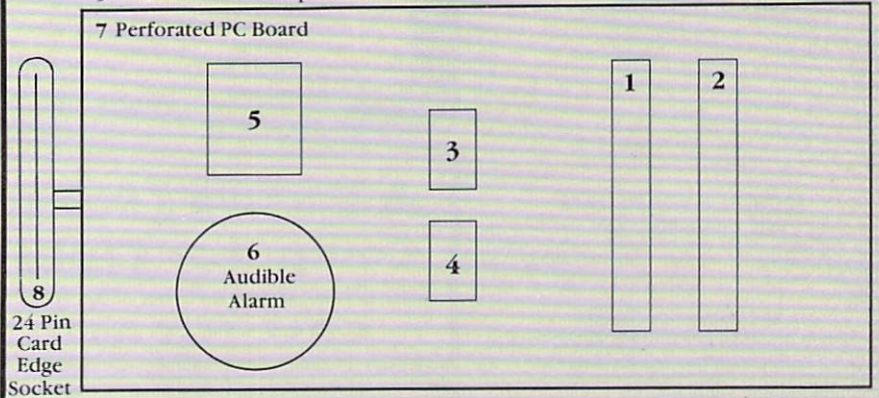 7 Perforated PC Board
1
2
5
3
6
Audible
Alarm
4
8
24 Pin
Card
Edge
Socket